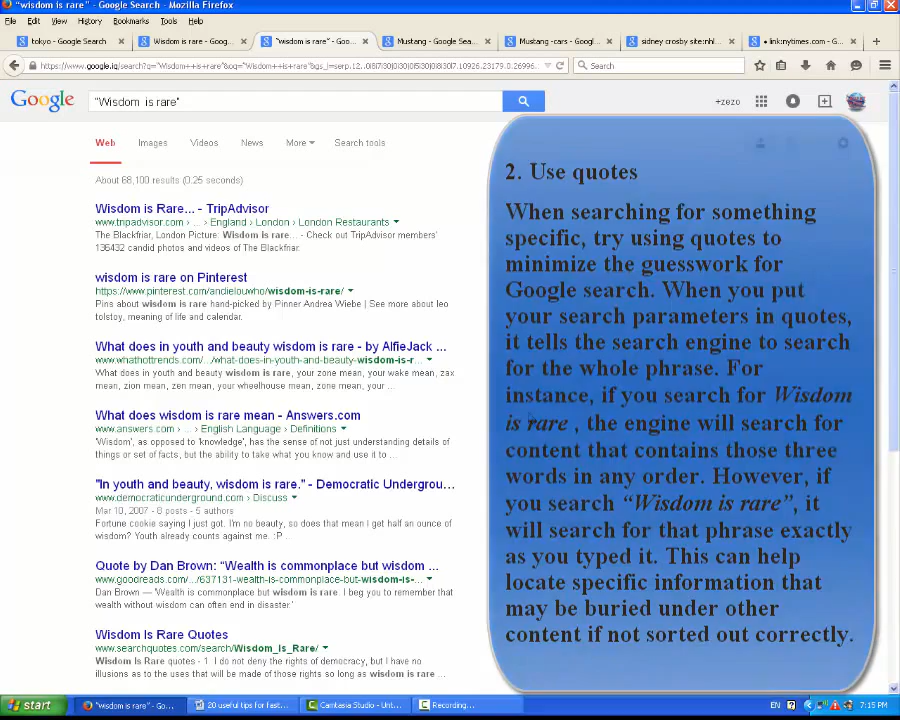 "wisdom is rare" - Google Search - Mozilla Firefox
File Edit View History Bookmarks Tools Help
tokyo - Google Search
Wisdom is rare - Goog...
"wisdom is rare" - Goo...
Mustang - Google Sea...
Mustang -cars - Googl...
sidney crosby site:nhl...
link:nytimes.com - G...
Search
Google
"Wisdom is rare"
+zezo
Web Images Videos News More Search tools
About 68,100 results (0.25 seconds)
Wisdom is Rare... - TripAdvisor
www.tripadvisor.com › ... › England › London › London Restaurants
The Blackfriar, London Picture: Wisdom is rare... - Check out TripAdvisor members'
136432 candid photos and videos of The Blackfriar.
wisdom is rare on Pinterest
https://www.pinterest.com/andielouwho/wisdom-is-rare/
Pins about wisdom is rare hand-picked by Pinner Andrea Wiebe | See more about leo
tolstoy, meaning of life and calendar.
What does in youth and beauty wisdom is rare - by AlfieJack ...
www.whathottrends.com/.../what-does-in-youth-and-beauty-wisdom-is-r...
What does in youth and beauty wisdom is rare, your zone mean, your wake mean, zax
mean, zion mean, zen mean, your wheelhouse mean, zone mean, your ...
What does wisdom is rare mean - Answers.com
www.answers.com › ... › English Language › Definitions
'Wisdom', as opposed to 'knowledge', has the sense of not just understanding details of
things or set of facts, but the ability to take what you know and use it to ...
"In youth and beauty, wisdom is rare." - Democratic Undergrou...
www.democraticunderground.com › Discuss
Mar 10, 2007 - 8 posts - 5 authors
Fortune cookie saying I just got. I'm no beauty, so does that mean I get half an ounce of
wisdom? Youth already counts against me. :P ...
Quote by Dan Brown: "Wealth is commonplace but wisdom ...
www.goodreads.com/.../637131-wealth-is-commonplace-but-wisdom-is-...
Dan Brown — 'Wealth is commonplace but wisdom is rare. I beg you to remember that
wealth without wisdom can often end in disaster.'
Wisdom Is Rare Quotes
www.searchquotes.com/search/Wisdom_Is_Rare/
Wisdom Is Rare quotes - 1. I do not deny the rights of democracy, but I have no
illusions as to the uses that will be made of those rights so long as wisdom is rare ...
2. Use quotes
When searching for something
specific, try using quotes to
minimize the guesswork for
Google search. When you put
your search parameters in quotes,
it tells the search engine to search
for the whole phrase. For
instance, if you search for Wisdom
is rare , the engine will search for
content that contains those three
words in any order. However, if
you search "Wisdom is rare", it
will search for that phrase exactly
as you typed it. This can help
locate specific information that
may be buried under other
content if not sorted out correctly.
start
"wisdom is rare" - Go...
20 useful tips for fast...
Camtasia Studio - Unt...
Recording...
EN
7:15 PM